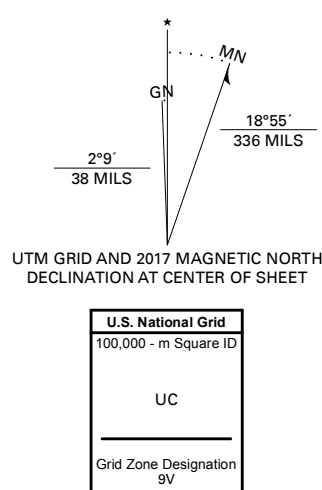 ★
MN
GN
18°55´
336 MILS
2°9´
38 MILS
UTM GRID AND 2017 MAGNETIC NORTH
DECLINATION AT CENTER OF SHEET
U.S. National Grid
100,000 - m Square ID
UC
Grid Zone Designation
9V